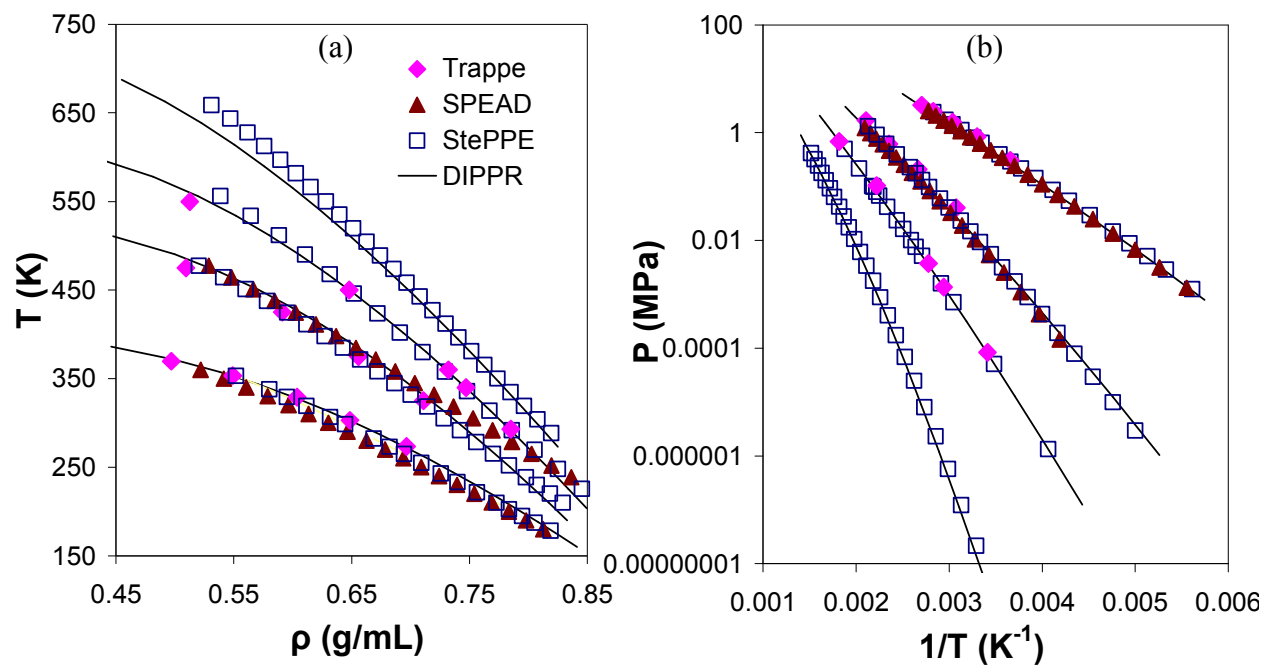 (a)
Trappe
SPEAD
StePPE
DIPPR
750
650
550
450
350
250
150
T (K)
0.45 0.55 0.65 0.75 0.85
ρ (g/mL)
(b)
100
1
0.01
0.0001
0.000001
0.00000001
P (MPa)
0.001 0.002 0.003 0.004 0.005 0.006
1/T (K⁻¹)